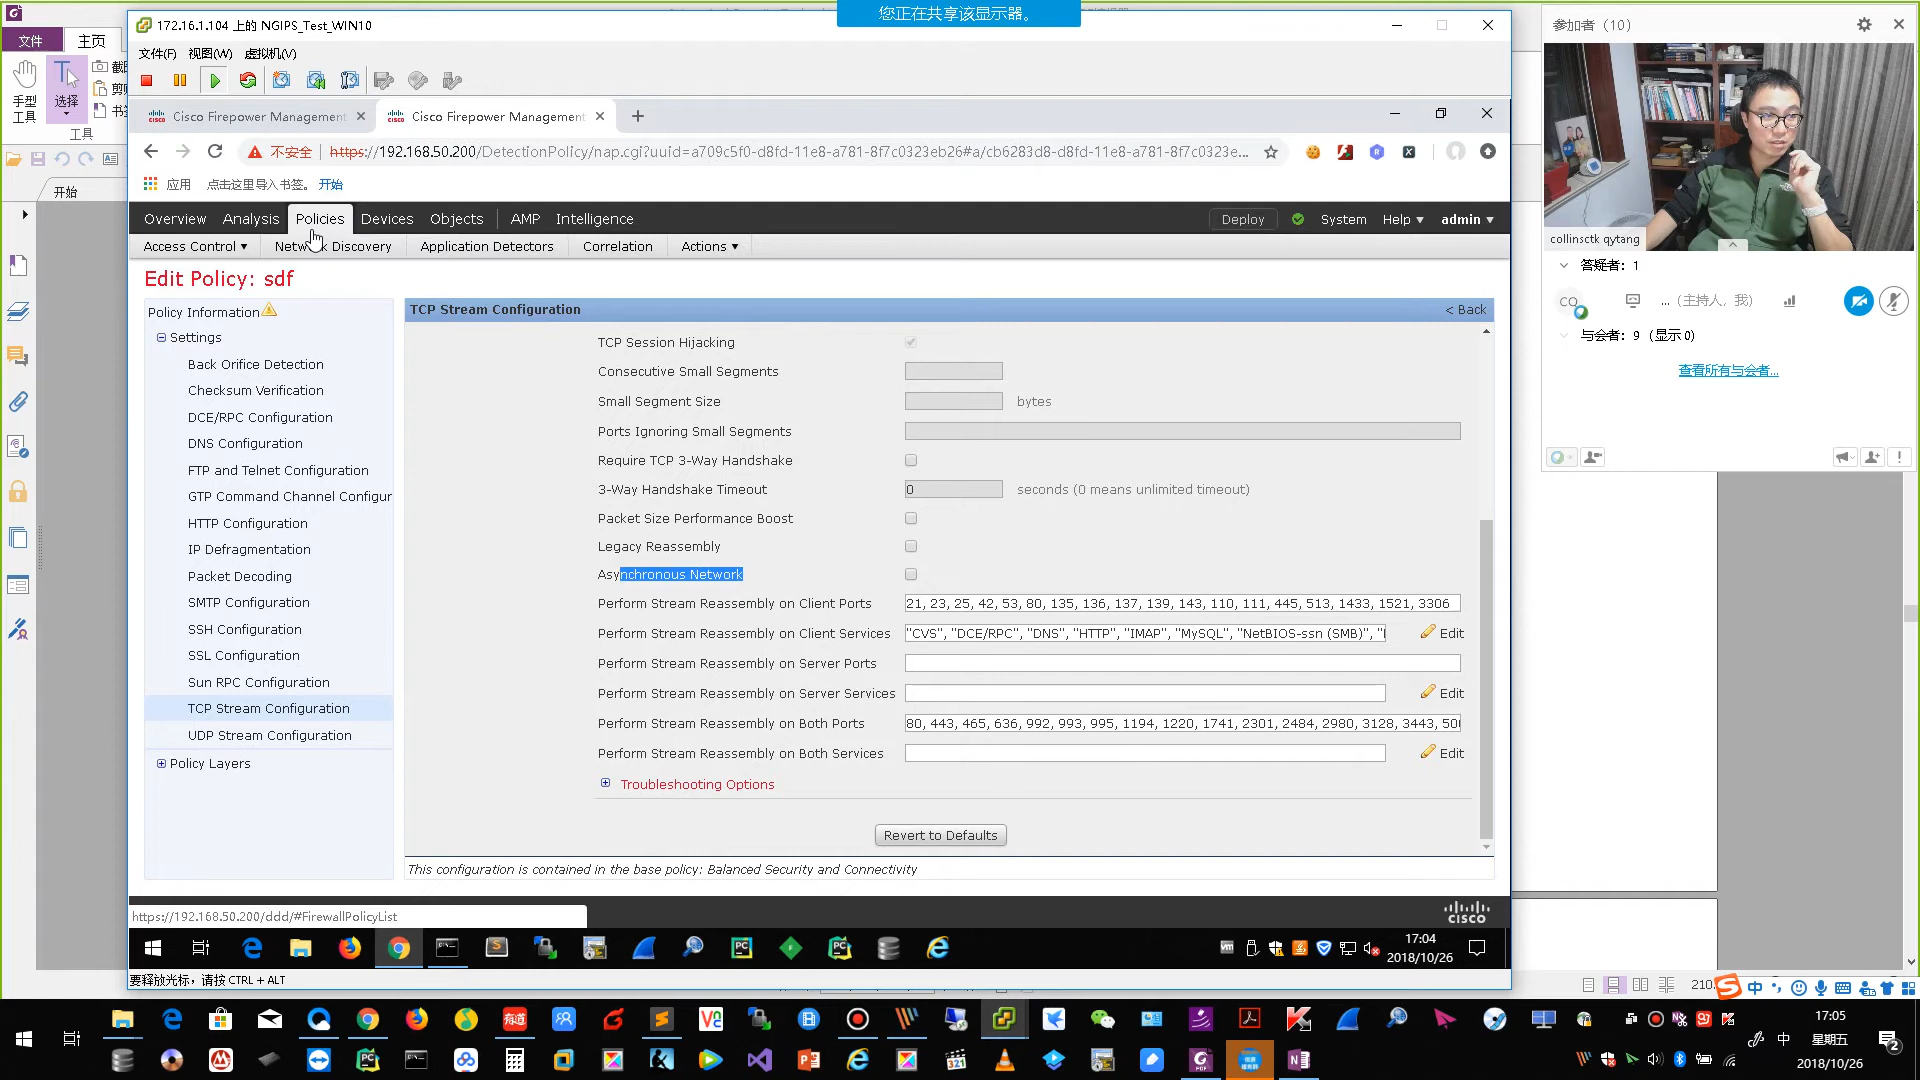 您正在共享该显示器。
172.16.1.104 上的 NGIPS_Test_WIN10
文件(F) 视图(W) 虚拟机(V)
文件 主页
手型
工具
选择
工具
开始
Cisco Firepower Management
Cisco Firepower Management
不安全 https://192.168.50.200/DetectionPolicy/nap.cgi?uuid=a709c5f0-d8fd-11e8-a781-8f7c0323eb26#a/cb6283d8-d8fd-11e8-a781-8f7c0323e...
应用 点击这里导入书签。 开始
Overview Analysis Policies Devices Objects AMP Intelligence Deploy System Help admin
Access Control Network Discovery Application Detectors Correlation Actions
Edit Policy: sdf
Policy Information
Settings
Back Orifice Detection
Checksum Verification
DCE/RPC Configuration
DNS Configuration
FTP and Telnet Configuration
GTP Command Channel Configur
HTTP Configuration
IP Defragmentation
Packet Decoding
SMTP Configuration
SSH Configuration
SSL Configuration
Sun RPC Configuration
TCP Stream Configuration
UDP Stream Configuration
Policy Layers
TCP Stream Configuration < Back
TCP Session Hijacking
Consecutive Small Segments
Small Segment Size bytes
Ports Ignoring Small Segments
Require TCP 3-Way Handshake
3-Way Handshake Timeout 0 seconds (0 means unlimited timeout)
Packet Size Performance Boost
Legacy Reassembly
Asynchronous Network
Perform Stream Reassembly on Client Ports 21, 23, 25, 42, 53, 80, 135, 136, 137, 139, 143, 110, 111, 445, 513, 1433, 1521, 3306
Perform Stream Reassembly on Client Services "CVS", "DCE/RPC", "DNS", "HTTP", "IMAP", "MySQL", "NetBIOS-ssn (SMB)", " Edit
Perform Stream Reassembly on Server Ports
Perform Stream Reassembly on Server Services Edit
Perform Stream Reassembly on Both Ports 80, 443, 465, 636, 992, 993, 995, 1194, 1220, 1741, 2301, 2484, 2980, 3128, 3443, 50
Perform Stream Reassembly on Both Services Edit
Troubleshooting Options
Revert to Defaults
This configuration is contained in the base policy: Balanced Security and Connectivity
https://192.168.50.200/ddd/#FirewallPolicyList
cisco
17:04
2018/10/26
要释放光标，请按 CTRL + ALT
参加者 (10)
collinsctk qytang
答疑者: 1
CQ ... (主持人，我)
与会者: 9 (显示 0)
查看所有与会者...
210.
中
17:05
中 星期五
2018/10/26
2